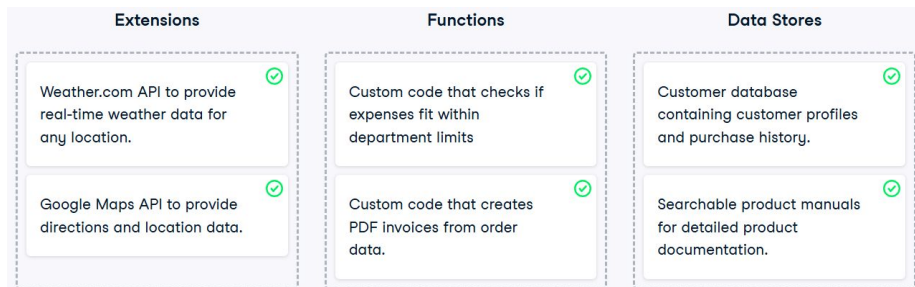 Extensions
Functions
Data Stores
Weather.com API to provide
real-time weather data for
any location.
Google Maps API to provide
directions and location data.
Custom code that checks if
expenses fit within
department limits
Custom code that creates
PDF invoices from order
data.
Customer database
containing customer profiles
and purchase history.
Searchable product manuals
for detailed product
documentation.